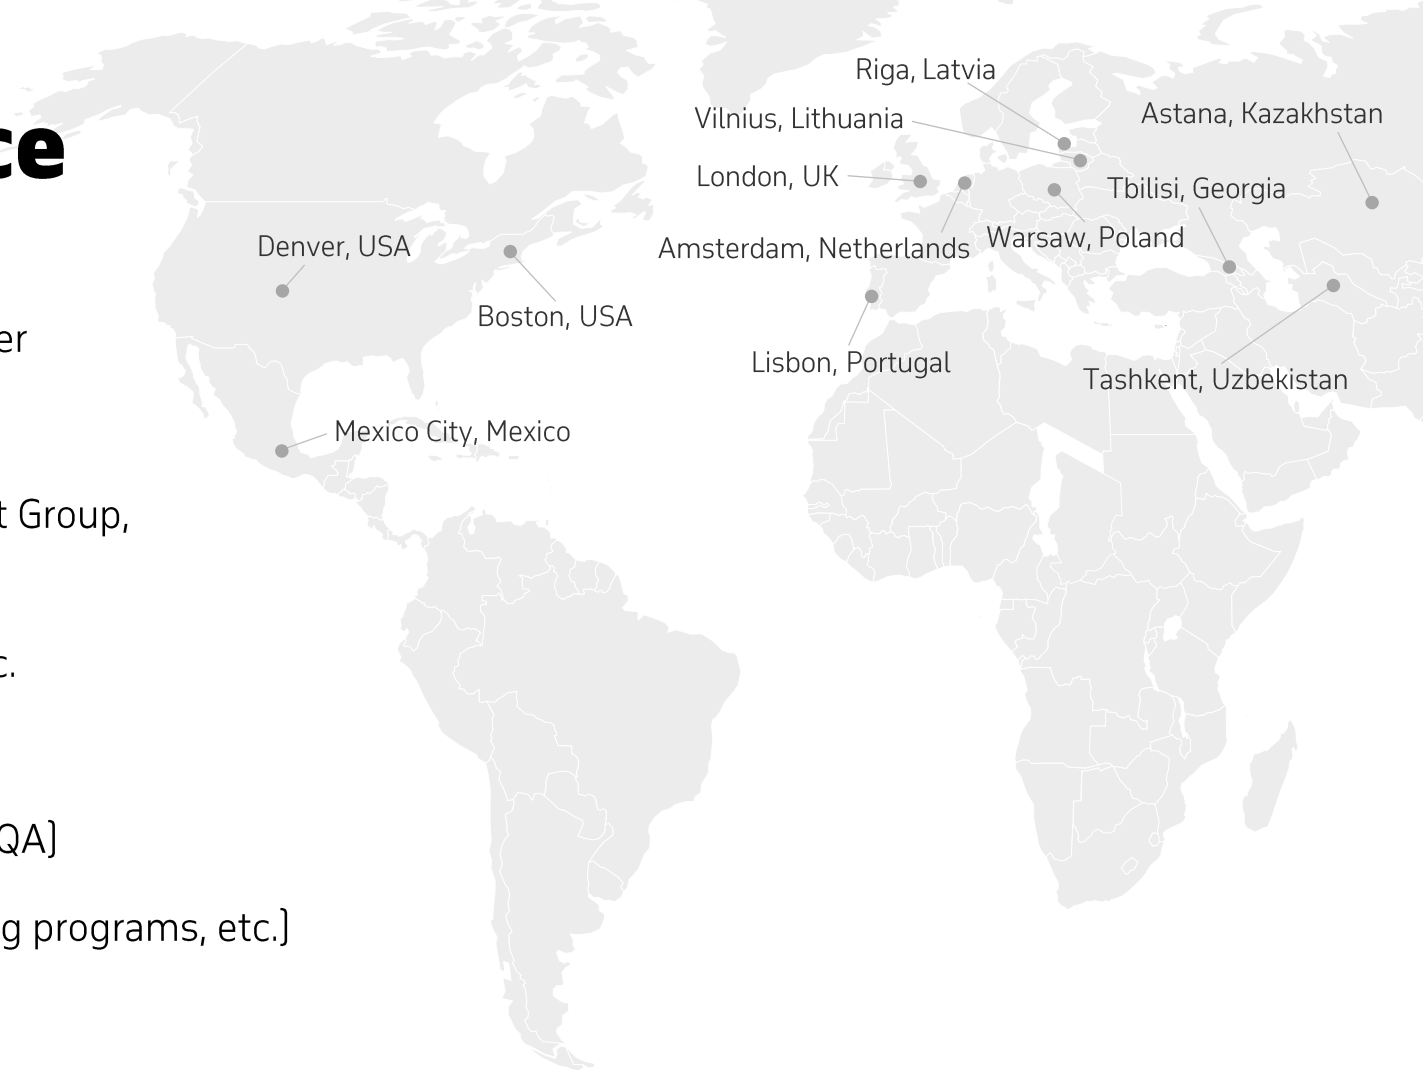 ce
er
t Group,
c.
QA)
g programs, etc.)
Riga, Latvia
Vilnius, Lithuania
Astana, Kazakhstan
London, UK
Tbilisi, Georgia
Denver, USA
Amsterdam, Netherlands
Warsaw, Poland
Boston, USA
Lisbon, Portugal
Tashkent, Uzbekistan
Mexico City, Mexico